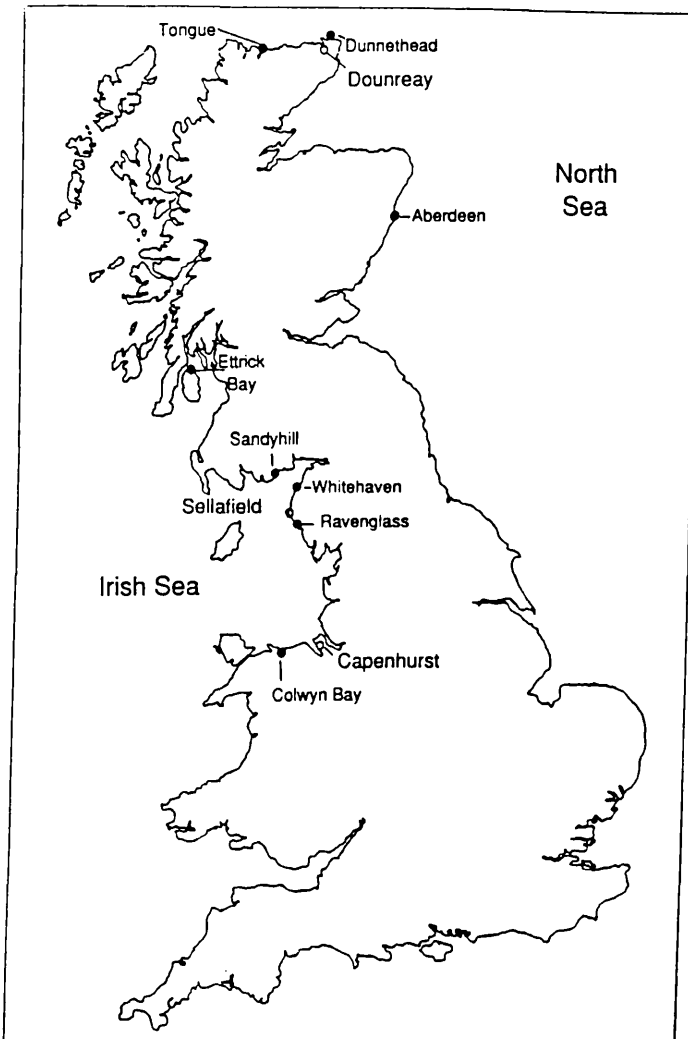 Tongue
Dunnethead
Dounreay
North
Sea
Aberdeen
Ettrick
Bay
Sandyhill
Whitehaven
Sellafield
Ravenglass
Irish Sea
Capenhurst
Colwyn Bay